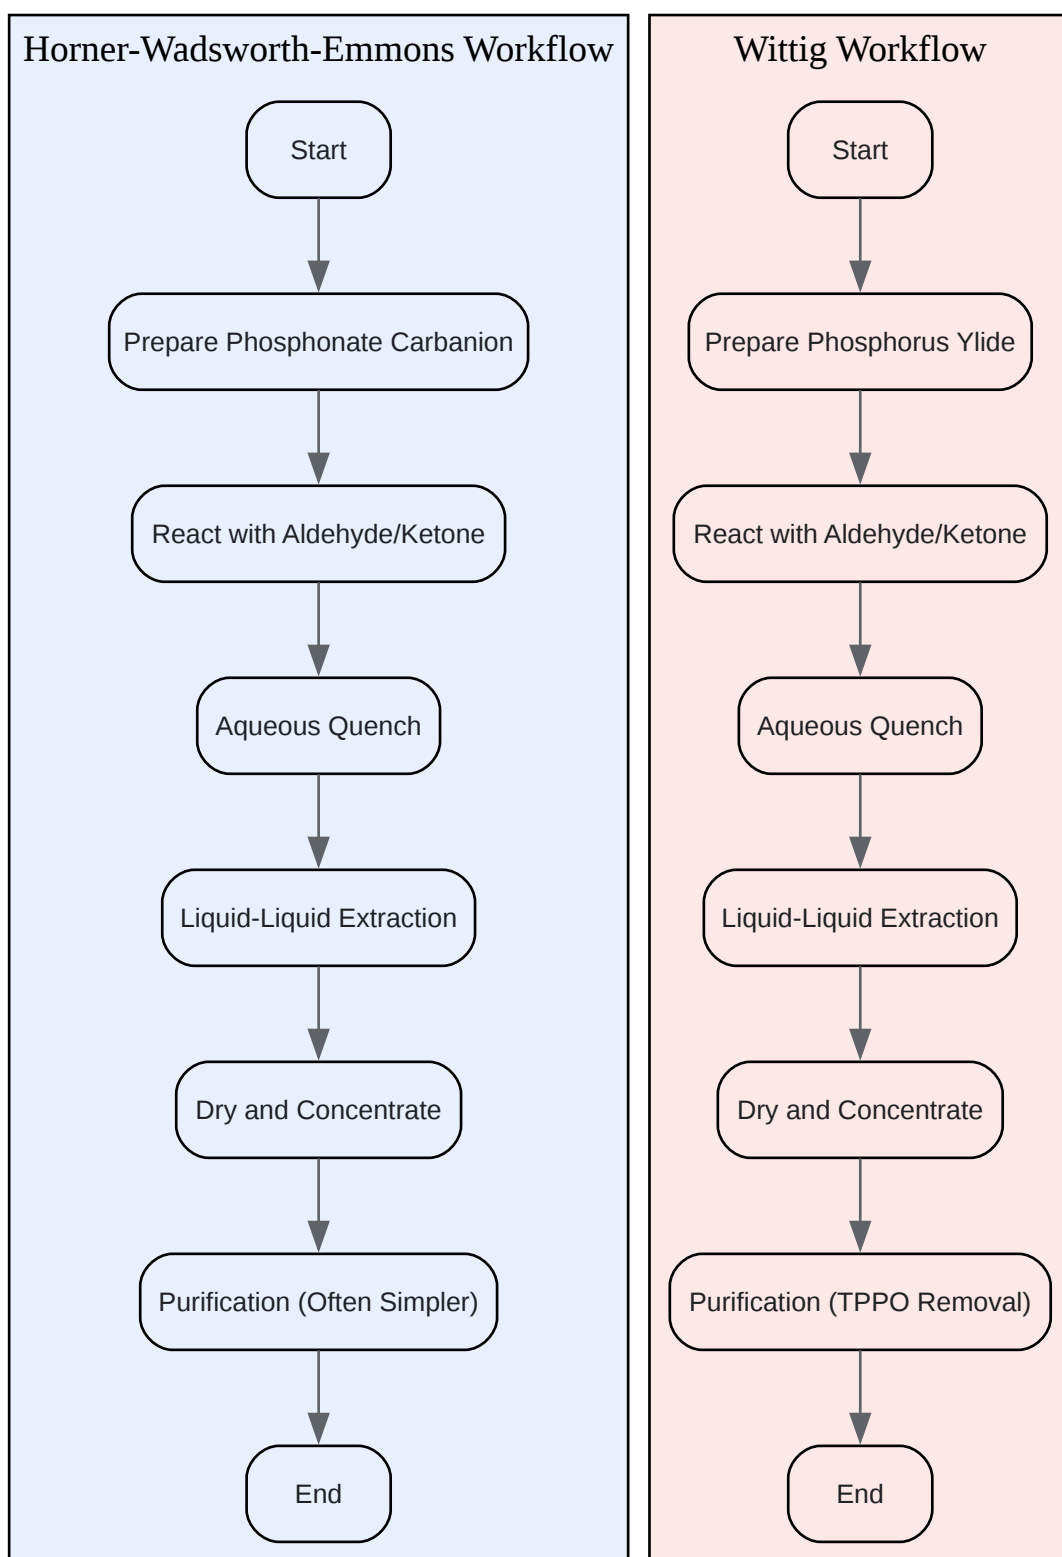 Horner-Wadsworth-Emmons Workflow
Start
Prepare Phosphonate Carbanion
React with Aldehyde/Ketone
Aqueous Quench
Liquid-Liquid Extraction
Dry and Concentrate
Purification (Often Simpler)
End
Wittig Workflow
Start
Prepare Phosphorus Ylide
React with Aldehyde/Ketone
Aqueous Quench
Liquid-Liquid Extraction
Dry and Concentrate
Purification (TPPO Removal)
End